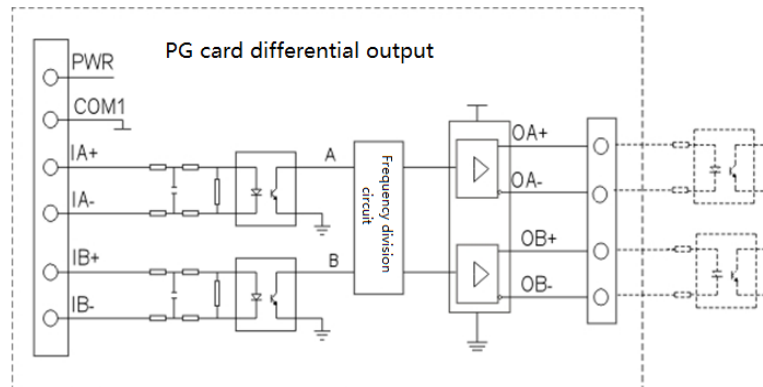 PG card differential output
PWR
COM1
IA+
IA-
IB+
IB-
A
B
Frequency division
circuit
OA+
OA-
OB+
OB-